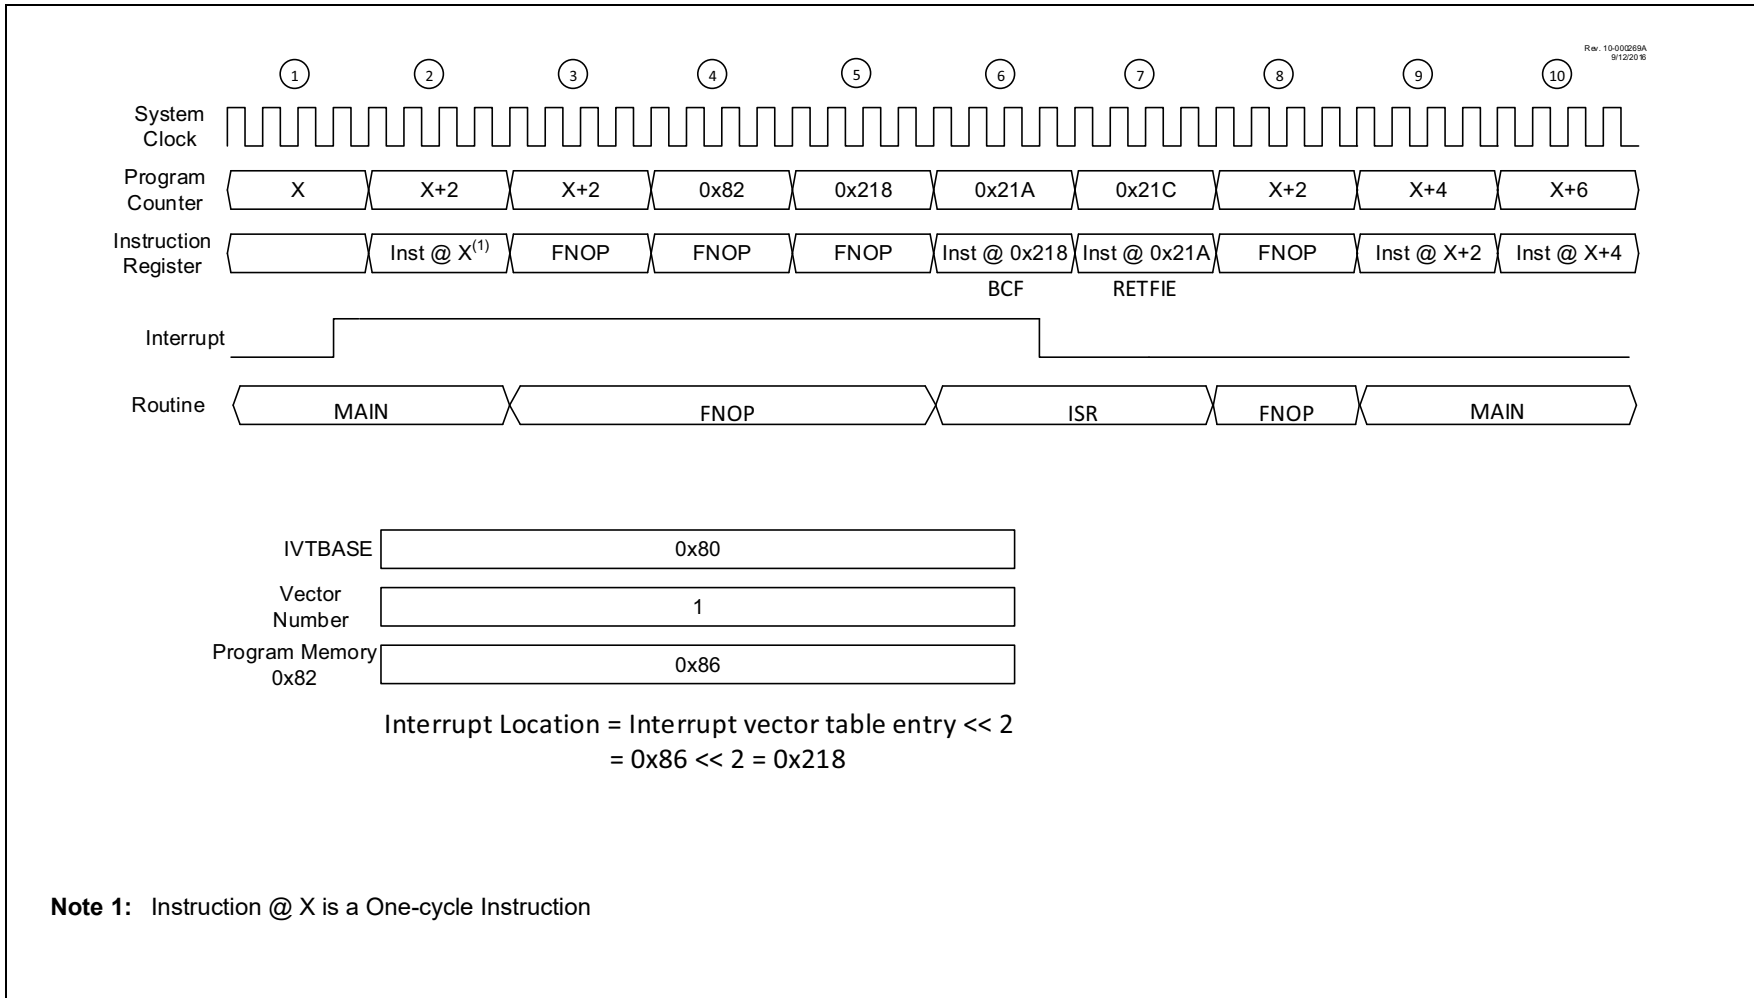 Rev. 10-000269A
9/12/2016
1 2 3 4 5 6 7 8 9 10
System
Clock
Program
Counter
X X+2 X+2 0x82 0x218 0x21A 0x21C X+2 X+4 X+6
Instruction
Register
Inst @ X(1) FNOP FNOP FNOP Inst @ 0x218 Inst @ 0x21A FNOP Inst @ X+2 Inst @ X+4
BCF RETFIE
Interrupt
Routine MAIN FNOP ISR FNOP MAIN
IVTBASE 0x80
Vector
Number
1
Program Memory
0x82
0x86
Interrupt Location = Interrupt vector table entry << 2
= 0x86 << 2 = 0x218
Note 1: Instruction @ X is a One-cycle Instruction